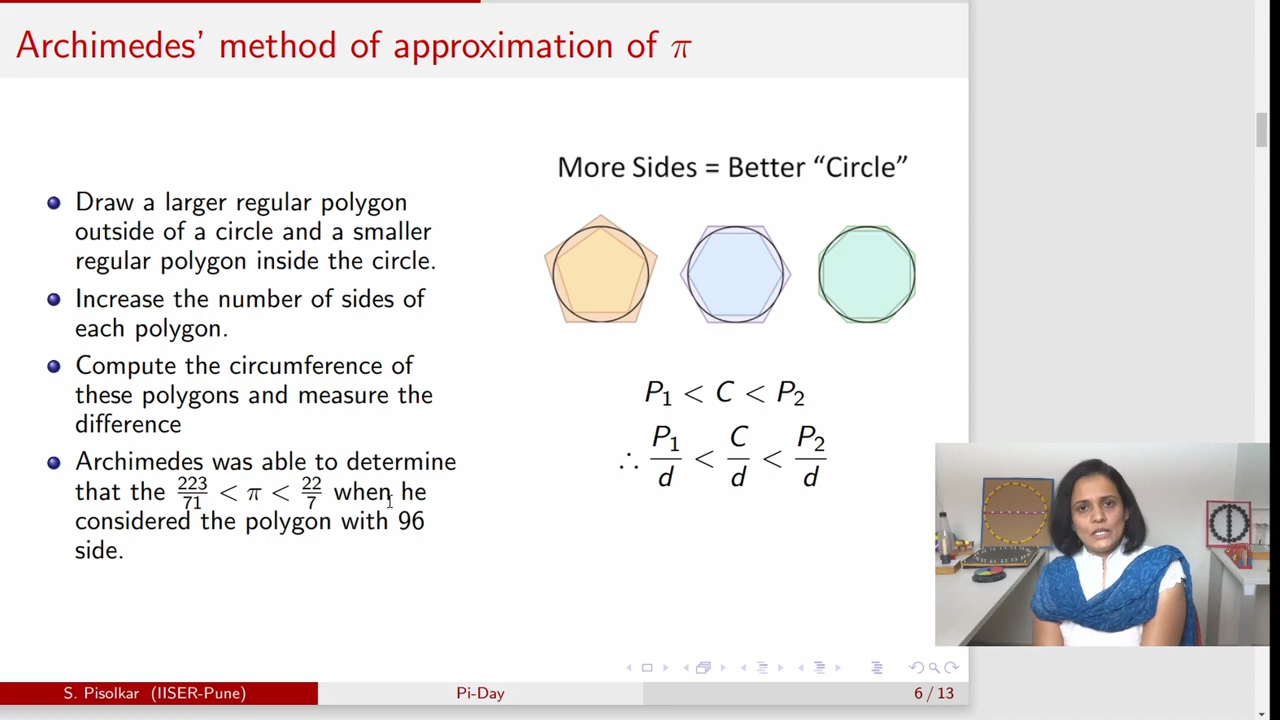 Archimedes' method of approximation of π
Draw a larger regular polygon
outside of a circle and a smaller
regular polygon inside the circle.
Increase the number of sides of
each polygon.
Compute the circumference of
these polygons and measure the
difference
Archimedes was able to determine
that the 223/71 < π < 22/7 when he
considered the polygon with 96
side.
More Sides = Better “Circle”
P₁ < C < P₂
∴ P₁/d < C/d < P₂/d
S. Pisolkar (IISER-Pune)
Pi-Day
6 / 13